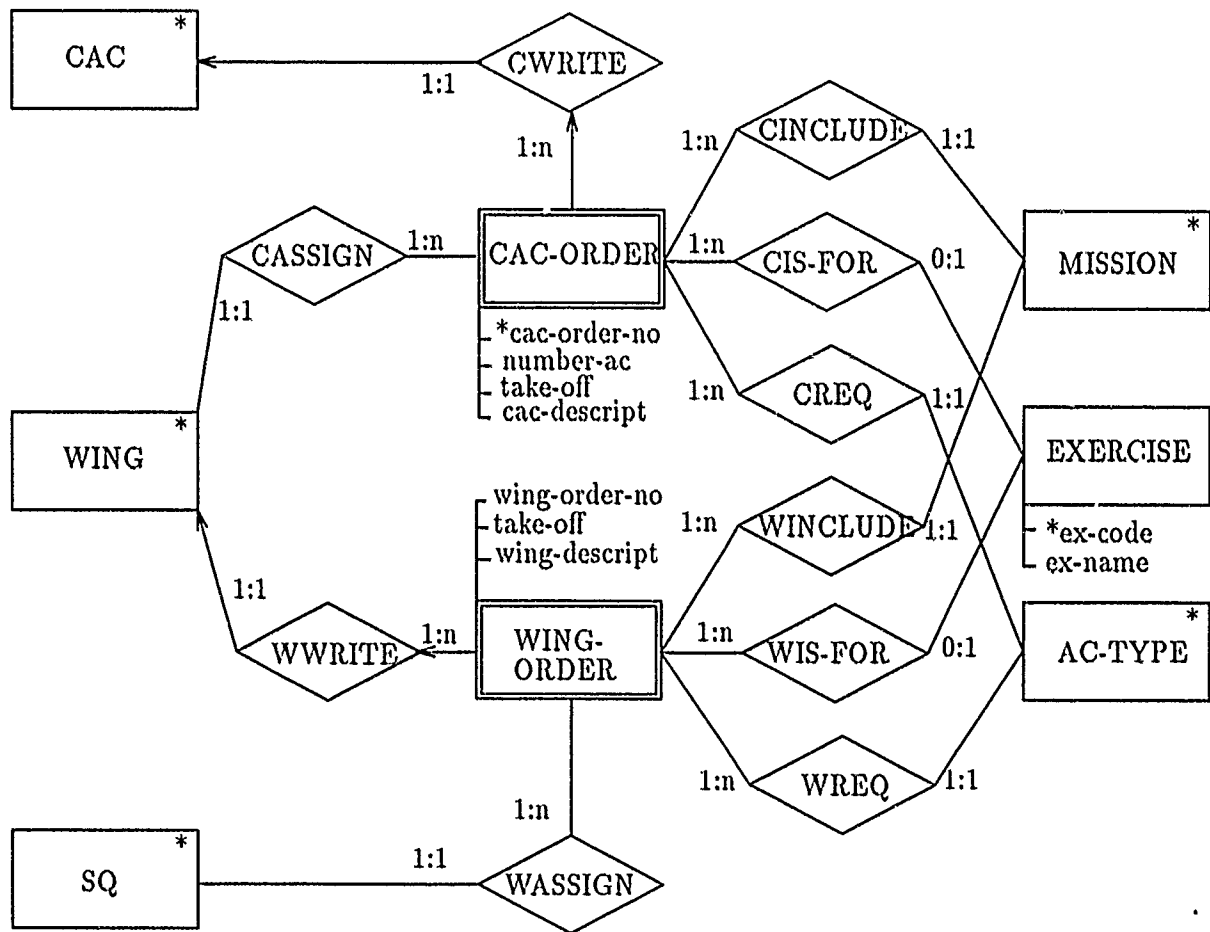 *
CAC
CWRITE
1:1
1:n
CINCLUDE
1:n
1:1
CASSIGN
1:n
1:1
CAC-ORDER
1:n
CIS-FOR
0:1
*
MISSION
*cac-order-no
number-ac
take-off
cac-descript
1:n
CREQ
1:1
*
WING
EXERCISE
*ex-code
ex-name
wing-order-no
take-off
wing-descript
1:n
WINCLUDE
1:1
1:1
WWRITE
1:n
WING-
ORDER
1:n
WIS-FOR
0:1
*
AC-TYPE
1:n
WREQ
1:1
1:n
*
SQ
1:1
WASSIGN